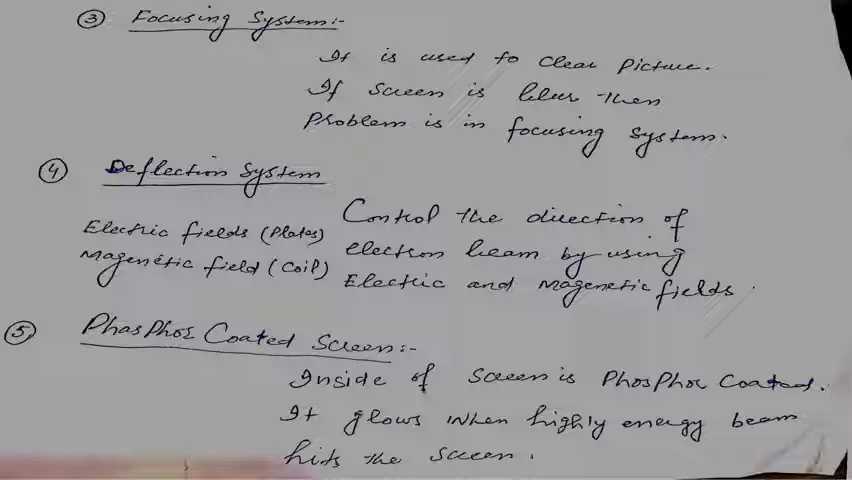 ③ Focusing System:-
It is used to clear Picture.
If Screen is blur then
Problem is in focusing system.
④ Deflection System
Electric fields (Plates)
Magenetic field (Coil)
Control the direction of
electron beam by using
Electric and magenetic fields.
⑤ PhasPhor Coated Screen:-
Inside of screen is Phosphor Coated.
It glows when highly energy beam
hits the screen.